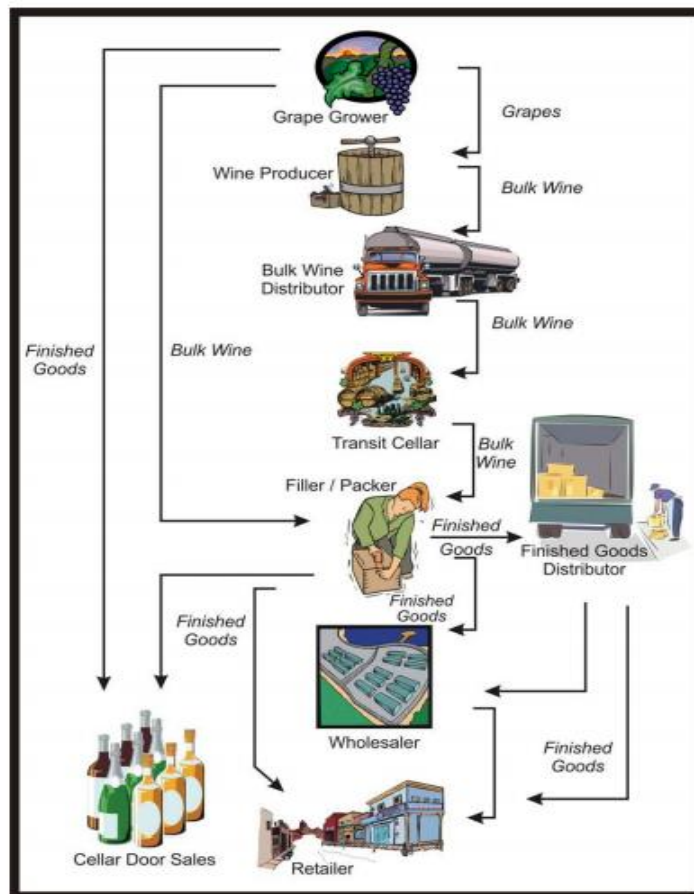 Grape Grower
Grapes
Wine Producer
Bulk Wine
Bulk Wine
Distributor
Finished
Goods
Bulk Wine
Bulk Wine
Transit Cellar
Bulk
Wine
Filler / Packer
Finished
Goods
Finished Goods
Distributor
Finished
Goods
Finished
Goods
Wholesaler
Finished
Goods
Cellar Door Sales
Retailer